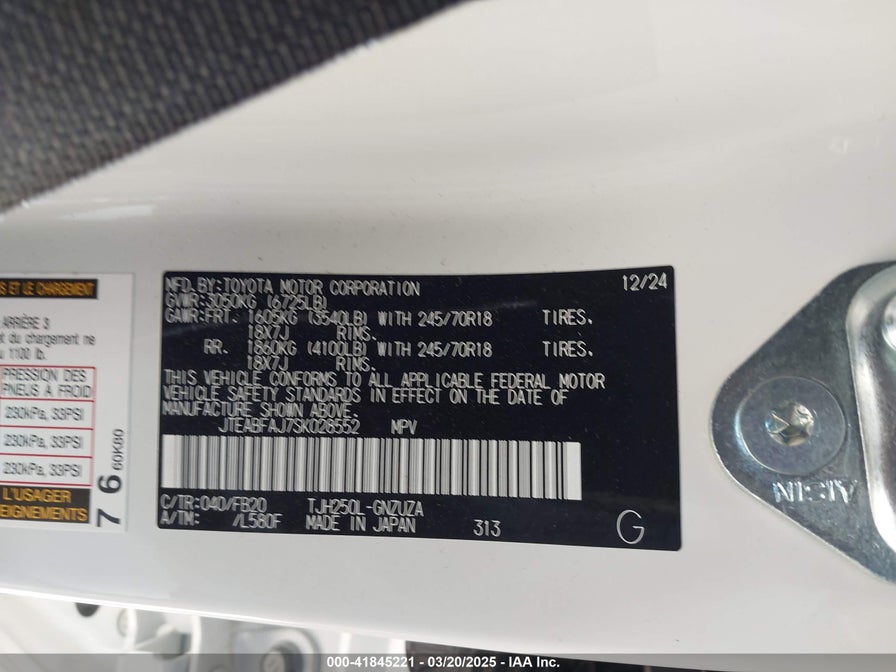 MFD. BY: TOYOTA MOTOR CORPORATION 12/24
GVWR: 3050KG (6725LB)
GAWR: FRT. 1605KG (3540LB) WITH 245/70R18 TIRES.
18X7J RIMS.
RR. 1860KG (4100LB) WITH 245/70R18 TIRES.
18X7J RIMS.
THIS VEHICLE CONFORMS TO ALL APPLICABLE FEDERAL MOTOR
VEHICLE SAFETY STANDARDS IN EFFECT ON THE DATE OF
MANUFACTURE SHOWN ABOVE.
JTEABFAJ7SK028552 MPV
C/TR: 040/FB20 TJH250L-GNZUZA
A/TM: /L580F MADE IN JAPAN 313 G
S ET LE CHARGEMENT
ARRIÈRE 3
et du chargement ne
1100 lb.
PRESSION DES
PNEUS À FROID
230kPa, 33PSI
230kPa, 33PSI
230kPa, 33PSI
L'USAGER
76 60K80
000-41845221 - 03/20/2025 - IAA Inc.